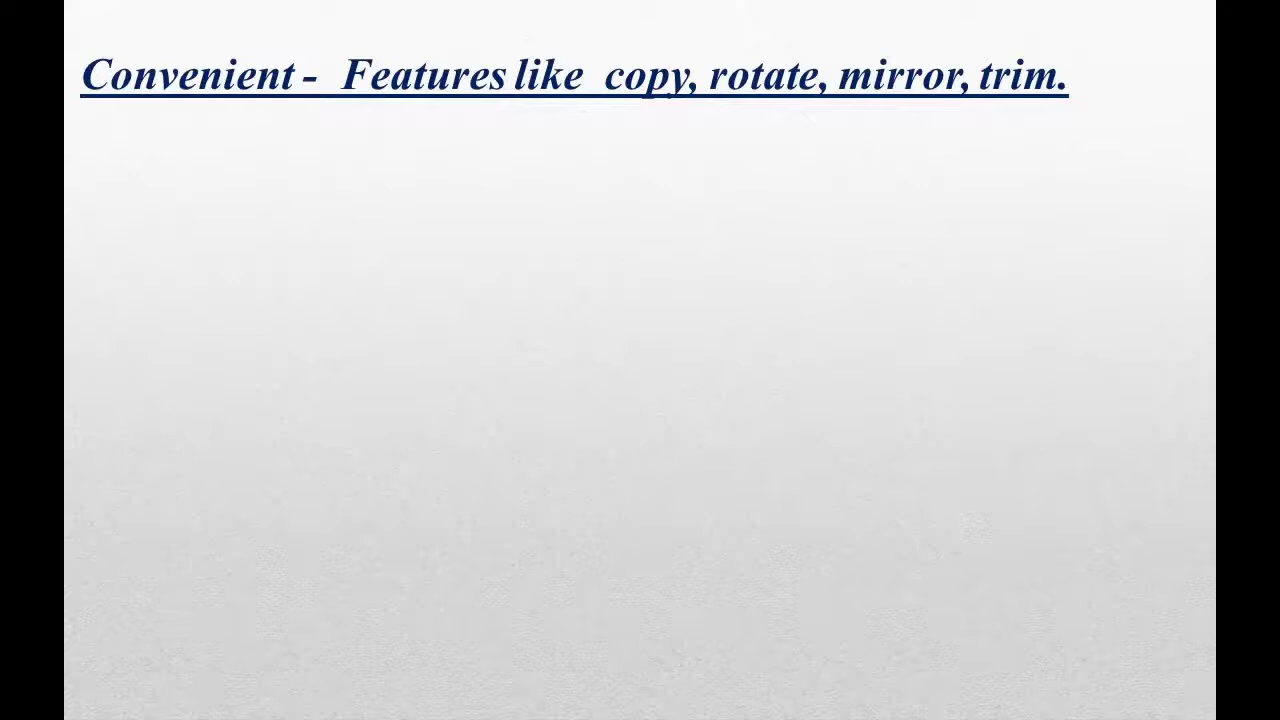 Convenient - Features like copy, rotate, mirror, trim.